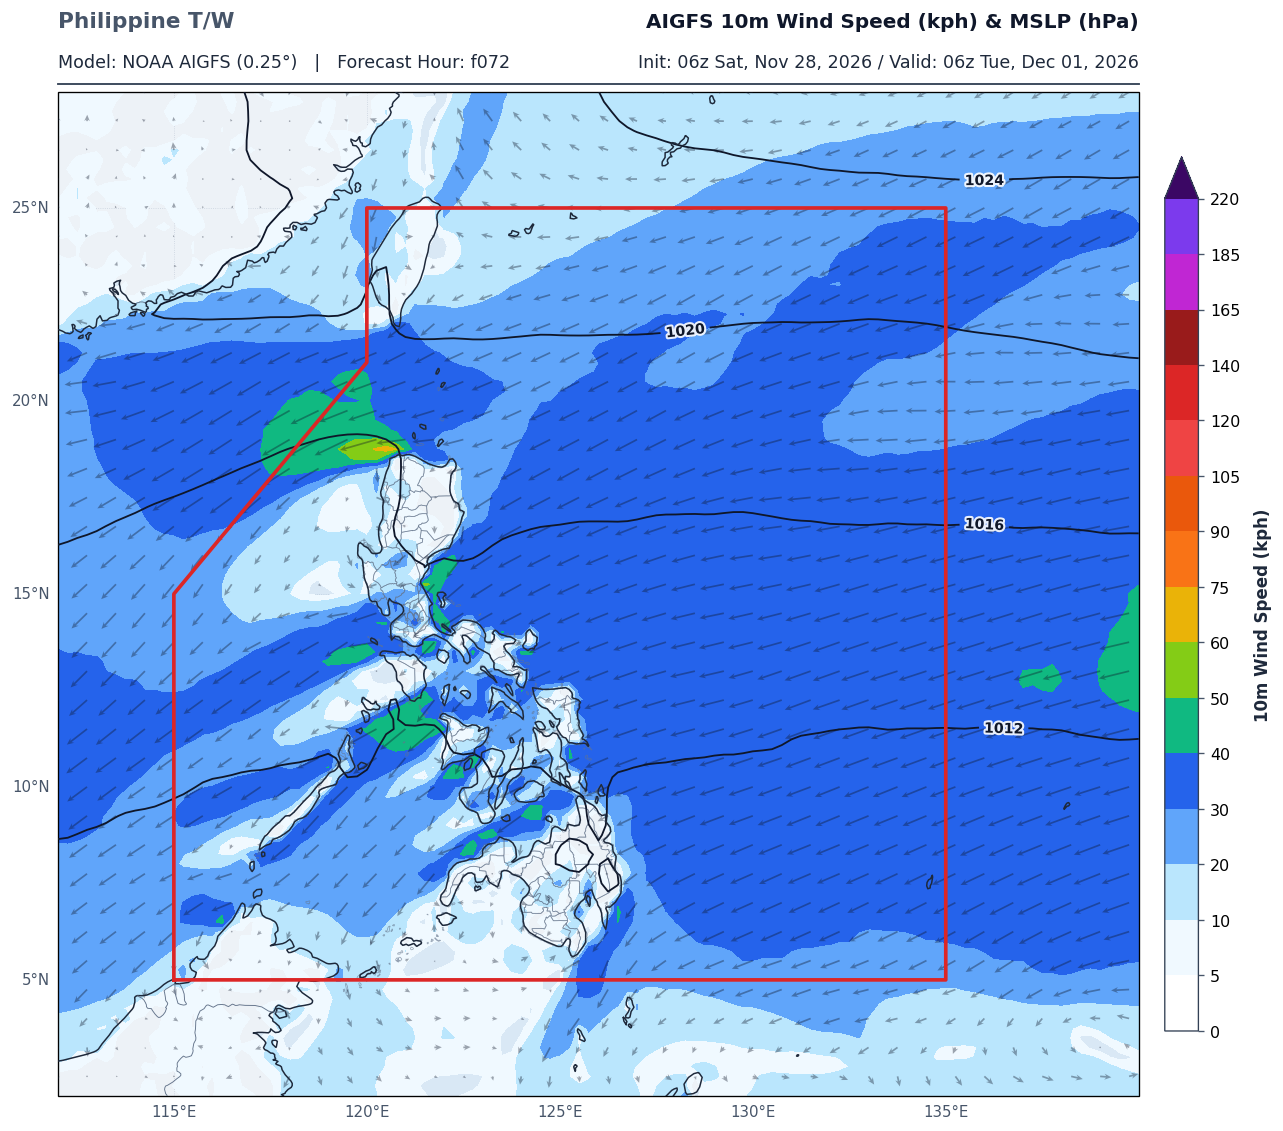 Philippine T/W
AIGFS 10m Wind Speed (kph) & MSLP (hPa)
Model: NOAA AIGFS (0.25°) | Forecast Hour: f072
Init: 06z Sat, Nov 28, 2026 / Valid: 06z Tue, Dec 01, 2026
1024
1020
1016
1012
25°N
20°N
15°N
10°N
5°N
115°E
120°E
125°E
130°E
135°E
220
185
165
140
120
105
90
75
60
50
40
30
20
10
5
0
10m Wind Speed (kph)